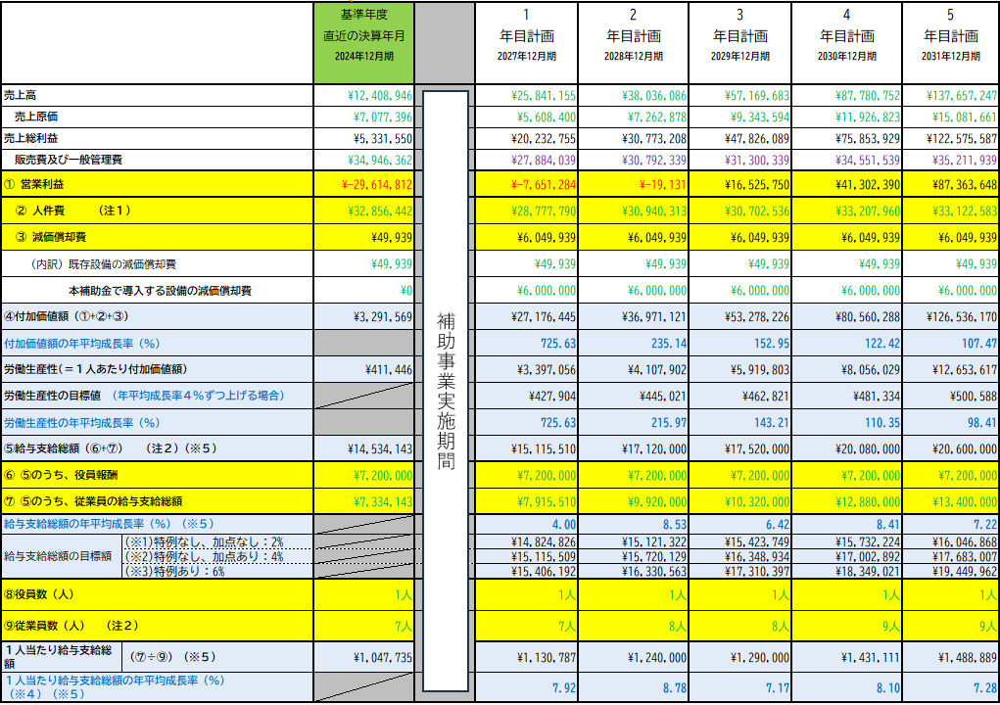 基準年度 1 2 3 4 5
直近の決算年月 年目計画 年目計画 年目計画 年目計画 年目計画
2024年12月期 2027年12月期 2028年12月期 2029年12月期 2030年12月期 2031年12月期
売上高 ¥12,408,946 ¥25,841,155 ¥38,036,086 ¥57,169,683 ¥87,780,752 ¥137,657,247
売上原価 ¥7,077,396 ¥5,608,400 ¥7,262,878 ¥9,343,594 ¥11,926,823 ¥15,081,661
売上総利益 ¥5,331,550 ¥20,232,755 ¥30,773,208 ¥47,826,089 ¥75,853,929 ¥122,575,587
販売費及び一般管理費 ¥34,946,362 ¥27,884,039 ¥30,792,339 ¥31,300,339 ¥34,551,539 ¥35,211,939
① 営業利益 ¥-29,614,812 ¥-7,651,284 ¥-19,131 ¥16,525,750 ¥41,302,390 ¥87,363,648
② 人件費 （注１） ¥32,856,442 ¥28,777,790 ¥30,940,313 ¥30,702,536 ¥33,207,960 ¥33,122,583
③ 減価償却費 ¥49,939 ¥6,049,939 ¥6,049,939 ¥6,049,939 ¥6,049,939 ¥6,049,939
（内訳）既存設備の減価償却費 ¥49,939 ¥49,939 ¥49,939 ¥49,939 ¥49,939 ¥49,939
本補助金で導入する設備の減価償却費 ¥0 ¥6,000,000 ¥6,000,000 ¥6,000,000 ¥6,000,000 ¥6,000,000
④付加価値額（①+②+③） ¥3,291,569 ¥27,176,445 ¥36,971,121 ¥53,278,226 ¥80,560,288 ¥126,536,170
付加価値額の年平均成長率（%） 725.63 235.14 152.95 122.42 107.47
労働生産性(＝１人あたり付加価値額) ¥411,446 ¥3,397,056 ¥4,107,902 ¥5,919,803 ¥8,056,029 ¥12,653,617
労働生産性の目標値 （年平均成長率４％ずつ上げる場合） ¥427,904 ¥445,021 ¥462,821 ¥481,334 ¥500,588
労働生産性の年平均成長率（%） 725.63 215.97 143.21 110.35 98.41
⑤給与支給総額（⑥+⑦） （注２）（※５） ¥14,534,143 ¥15,115,510 ¥17,120,000 ¥17,520,000 ¥20,080,000 ¥20,600,000
⑥ ⑤のうち、役員報酬 ¥7,200,000 ¥7,200,000 ¥7,200,000 ¥7,200,000 ¥7,200,000 ¥7,200,000
⑦ ⑤のうち、従業員の給与支給総額 ¥7,334,143 ¥7,915,510 ¥9,920,000 ¥10,320,000 ¥12,880,000 ¥13,400,000
給与支給総額の年平均成長率（%）（※５） 4.00 8.53 6.42 8.41 7.22
給与支給総額の目標額
(※1)特例なし、加点なし：2% ¥14,824,826 ¥15,121,322 ¥15,423,749 ¥15,732,224 ¥16,046,868
(※2)特例なし、加点あり：4% ¥15,115,509 ¥15,720,129 ¥16,348,934 ¥17,002,892 ¥17,683,007
(※3)特例あり：6% ¥15,406,192 ¥16,330,563 ¥17,310,397 ¥18,349,021 ¥19,449,962
⑧役員数（人） 1人 1人 1人 1人 1人 1人
⑨従業員数（人） （注２） 7人 7人 8人 8人 9人 9人
１人当たり給与支給総額 （⑦÷⑨）（※５） ¥1,047,735 ¥1,130,787 ¥1,240,000 ¥1,290,000 ¥1,431,111 ¥1,488,889
１人当たり給与支給総額の年平均成長率（%）
（※４）（※５） 7.92 8.78 7.17 8.10 7.28
補助事業実施期間